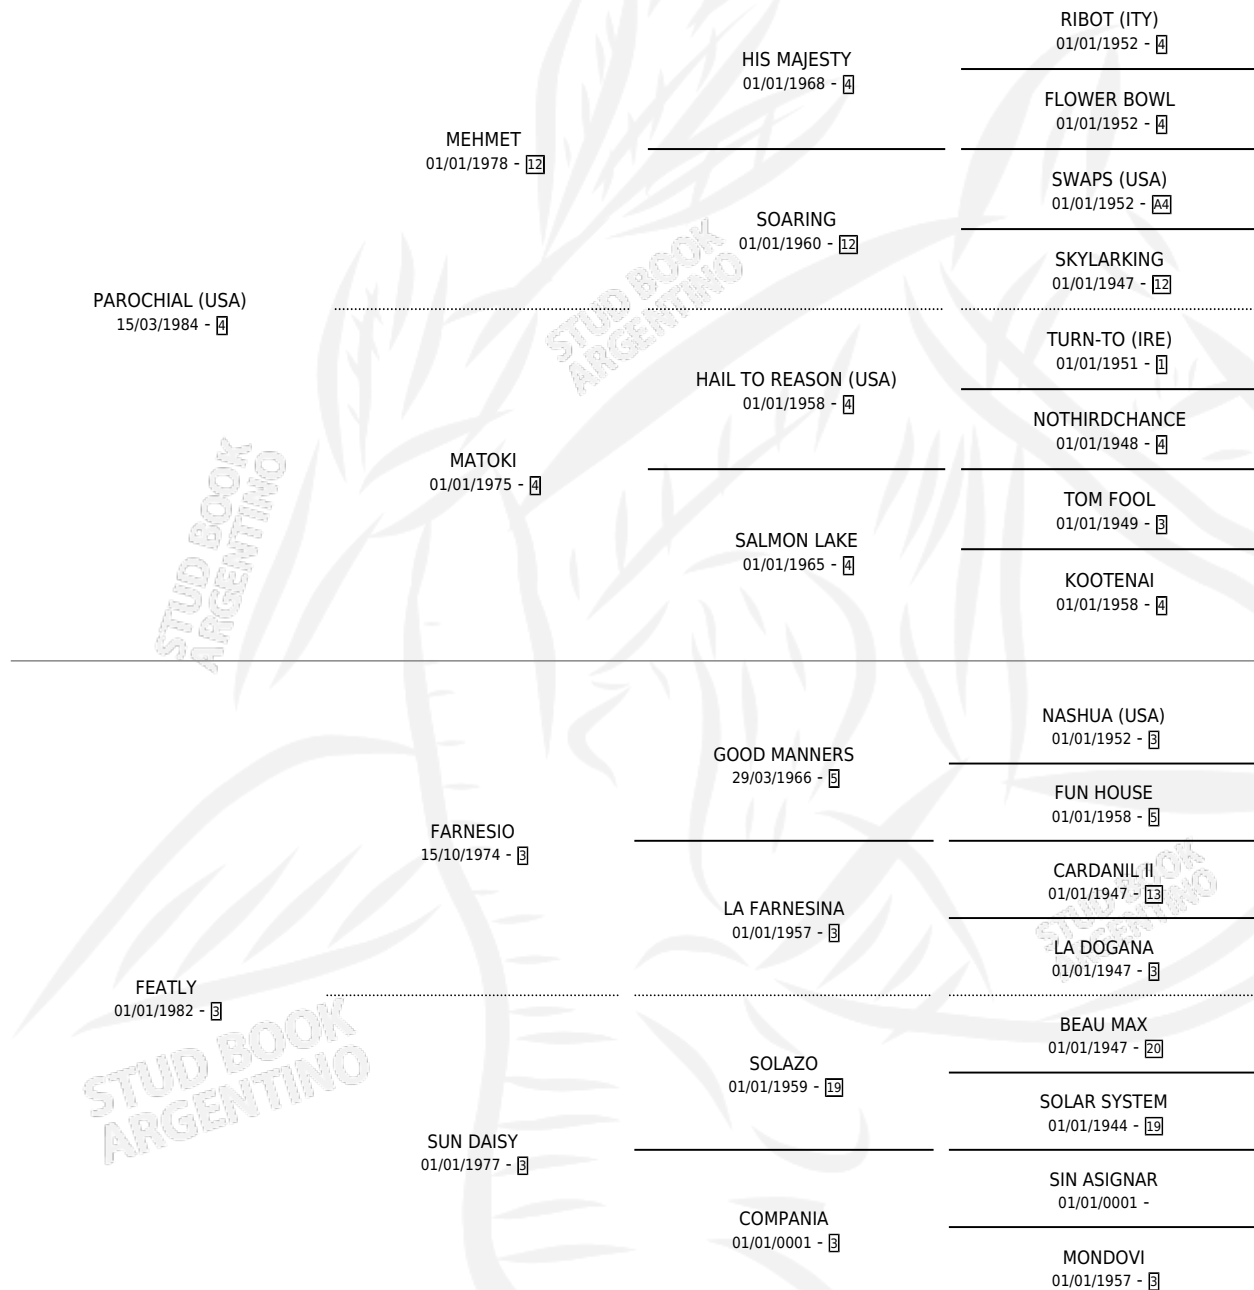 RIBOT (ITY)
01/01/1952 - 4
HIS MAJESTY
01/01/1968 - 4
FLOWER BOWL
01/01/1952 - 4
MEHMET
01/01/1978 - 12
SWAPS (USA)
01/01/1952 - A4
SOARING
01/01/1960 - 12
SKYLARKING
01/01/1947 - 12
PAROCHIAL (USA)
15/03/1984 - 4
TURN-TO (IRE)
01/01/1951 - 1
HAIL TO REASON (USA)
01/01/1958 - 4
NOTHIRDCHANCE
01/01/1948 - 4
MATOKI
01/01/1975 - 4
TOM FOOL
01/01/1949 - 3
SALMON LAKE
01/01/1965 - 4
KOOTENAI
01/01/1958 - 4
NASHUA (USA)
01/01/1952 - 3
GOOD MANNERS
29/03/1966 - 5
FUN HOUSE
01/01/1958 - 5
FARNESIO
15/10/1974 - 3
CARDANIL II
01/01/1947 - 13
LA FARNESINA
01/01/1957 - 3
LA DOGANA
01/01/1947 - 3
FEATLY
01/01/1982 - 3
BEAU MAX
01/01/1947 - 20
SOLAZO
01/01/1959 - 19
SOLAR SYSTEM
01/01/1944 - 19
SUN DAISY
01/01/1977 - 3
SIN ASIGNAR
01/01/0001 -
COMPANIA
01/01/0001 - 3
MONDOVI
01/01/1957 - 3
STUD BOOK
ARGENTINO
STUD BOOK
ARGENTINO
STUD BOOK
ARGENTINO
STUD BOOK
ARGENTINO